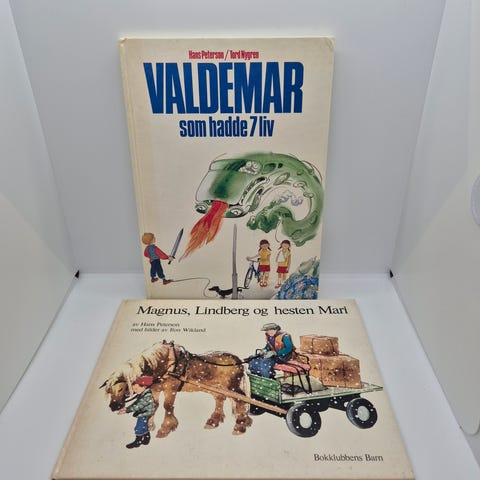 Hans Peterson / Tord Nygren
VALDEMAR
som hadde 7 liv
Magnus, Lindberg og hesten Mari
av Hans Peterson
med bilder av Ilon Wikland
Bokklubbens Barn